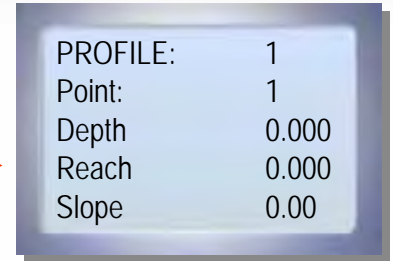 PROFILE: 1
Point: 1
Depth 0.000
Reach 0.000
Slope 0.00